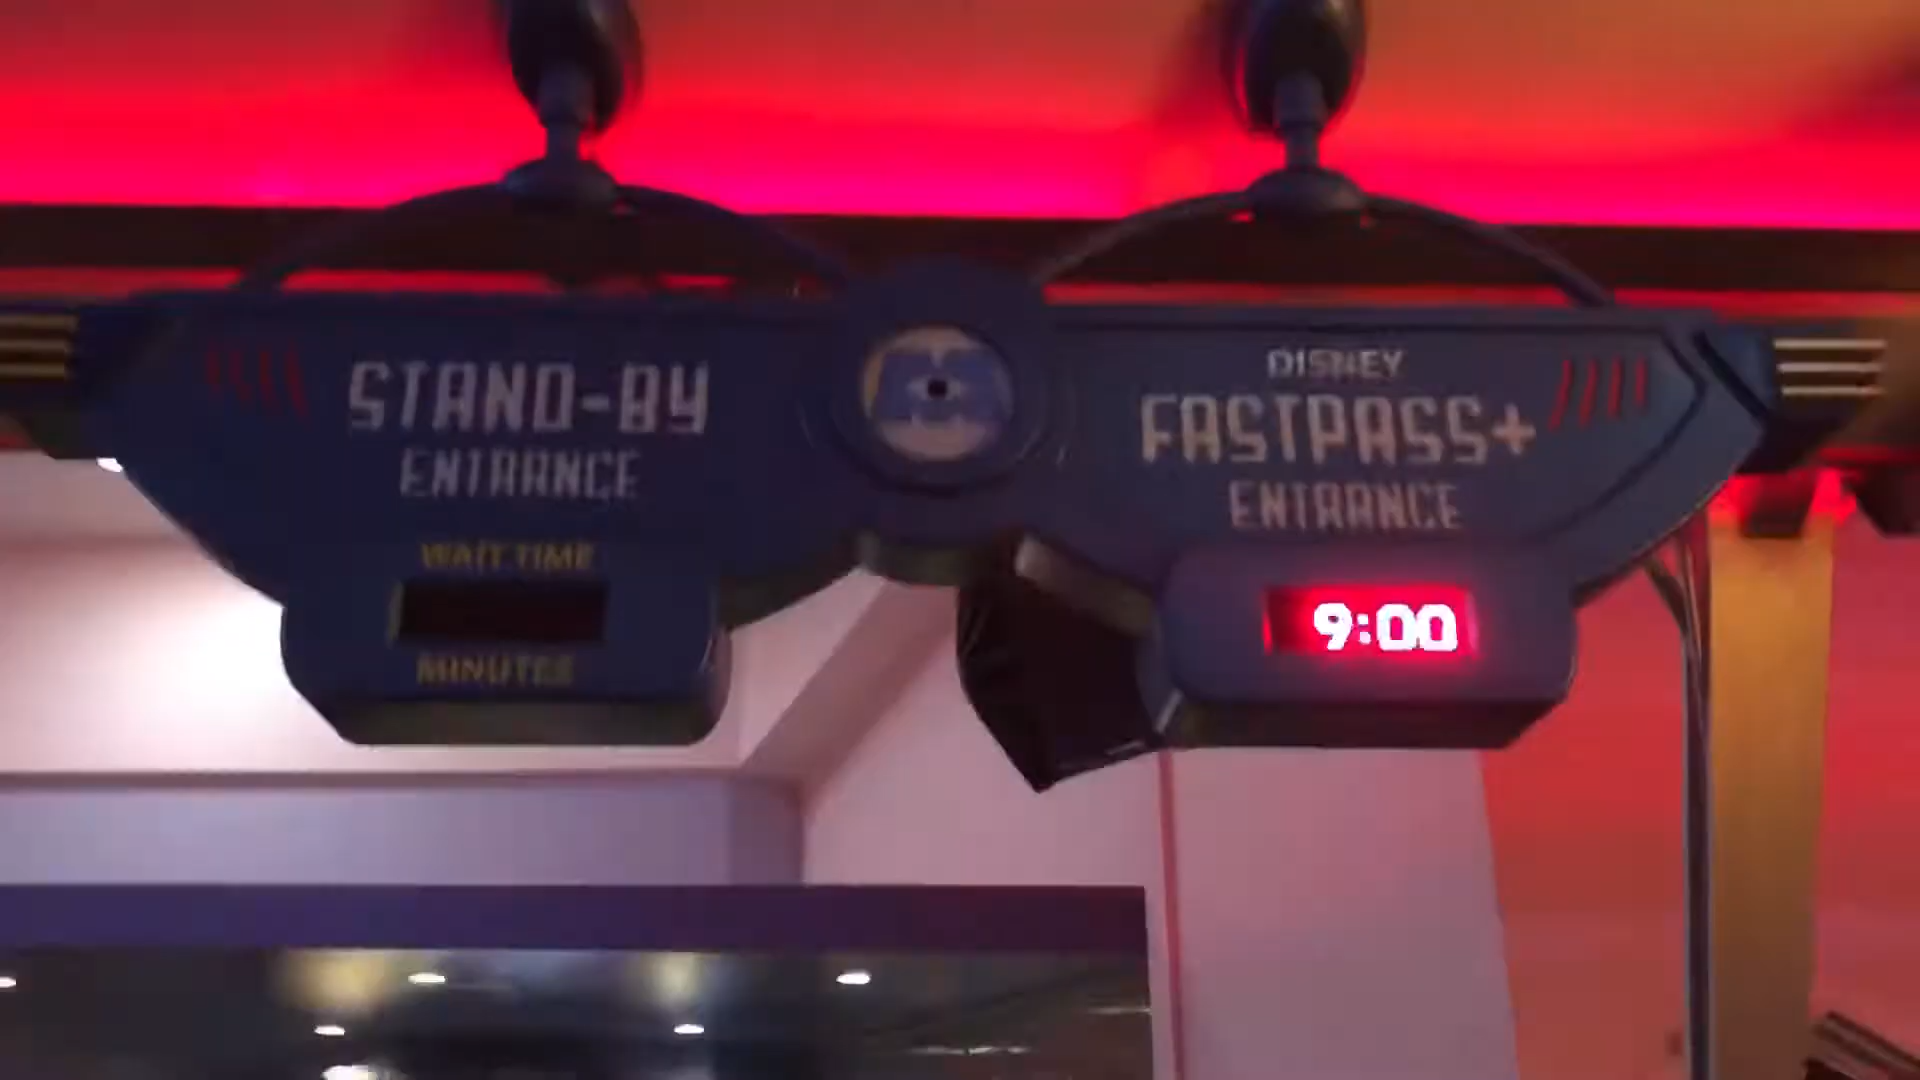 STAND-BY
ENTRANCE
WAIT TIME
MINUTES
DISNEY
FASTPASS+
ENTRANCE
9:00